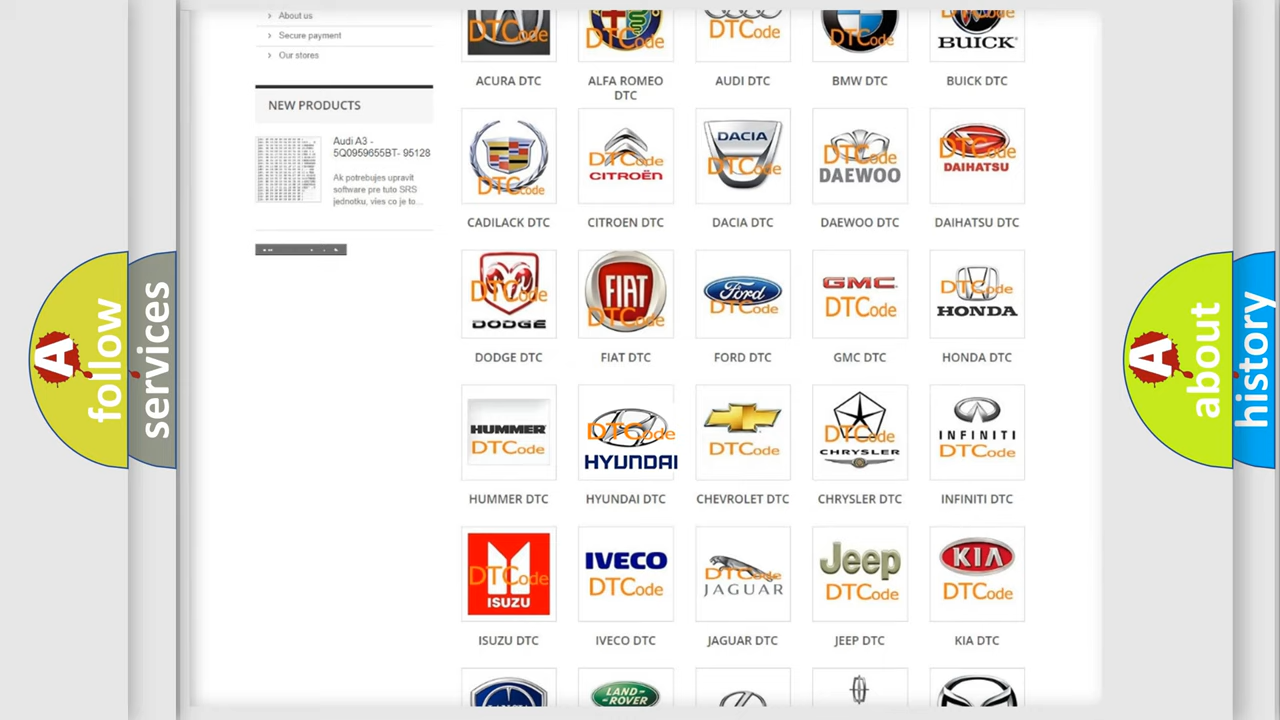 About us
Secure payment
Our stores
NEW PRODUCTS
Audi A3 -
5Q0959655BT- 95128
Ak potrebujes upravit
software pre tuto SRS
jednotku, vies co je to...
DTCode
DTCode
DTCode
DTCode
BUICK
ACURA DTC
ALFA ROMEO
DTC
AUDI DTC
BMW DTC
BUICK DTC
DTCode
DTCode
CITROËN
DACIA
DTCode
DTCode
DAEWOO
DTCode
DAIHATSU
CADILACK DTC
CITROEN DTC
DACIA DTC
DAEWOO DTC
DAIHATSU DTC
DTCode
DODGE
FIAT
DTCode
Ford
DTCode
GMC
DTCode
DTCode
HONDA
DODGE DTC
FIAT DTC
FORD DTC
GMC DTC
HONDA DTC
HUMMER
DTCode
DTCode
HYUNDAI
DTCode
DTCode
CHRYSLER
INFINITI
DTCode
HUMMER DTC
HYUNDAI DTC
CHEVROLET DTC
CHRYSLER DTC
INFINITI DTC
DTCode
ISUZU
IVECO
DTCode
DTCode
JAGUAR
Jeep
DTCode
KIA
DTCode
ISUZU DTC
IVECO DTC
JAGUAR DTC
JEEP DTC
KIA DTC
LAND-
ROVER
A
follow
services
A
about
history